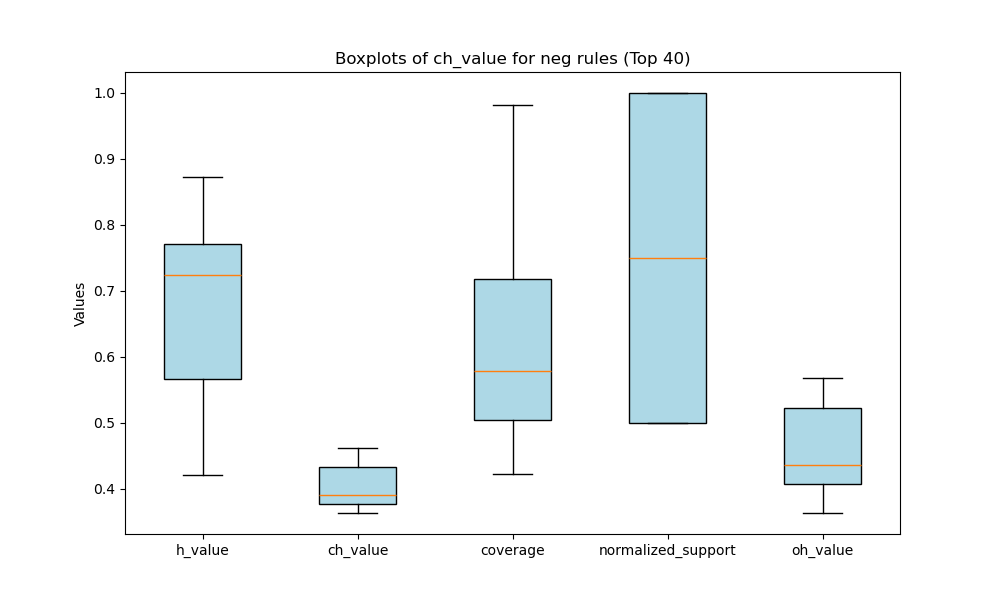 Boxplots of ch_value for neg rules (Top 40)
Values
1.0
0.9
0.8
0.7
0.6
0.5
0.4
h_value
ch_value
coverage
normalized_support
oh_value